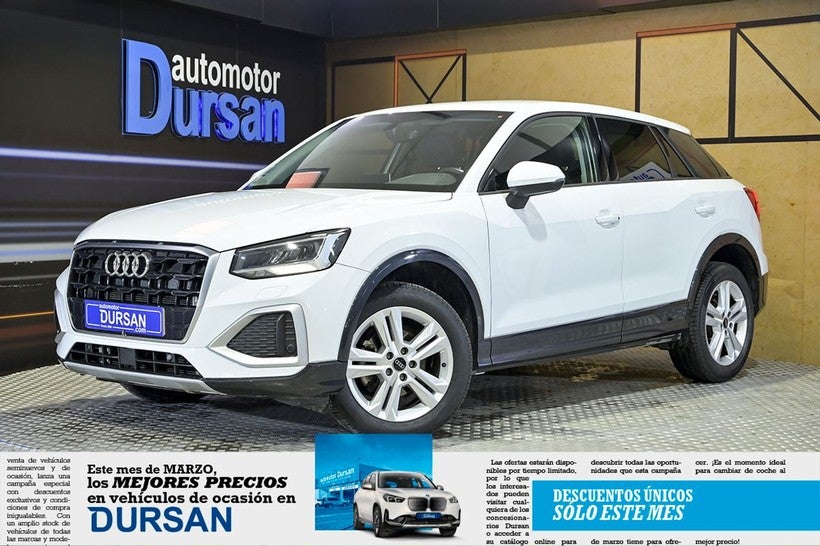 automotor
Dursan
automotor
DURSAN
.com
venta de vehículos
seminuevos y de
ocasión, lanza una
campaña especial
con descuentos
exclusivos y condi-
ciones de compra
inigualables. Con
un amplio stock de
vehículos de todas
las marcas y mode-
Este mes de MARZO,
los MEJORES PRECIOS
en vehículos de ocasión en
DURSAN
automotor Dursan
Las ofertas estarán dispo-
nibles por tiempo limitado,
por lo que
los interesa-
dos pueden
visitar cual-
quiera de los
concesiona-
rios Dursan
o acceder a
su catálogo online para
descubrir todas las oportu-
nidades que esta campaña
de marzo tiene para ofre-
cer. ¡Es el momento ideal
para cambiar de coche al
mejor precio!
DESCUENTOS ÚNICOS
SÓLO ESTE MES